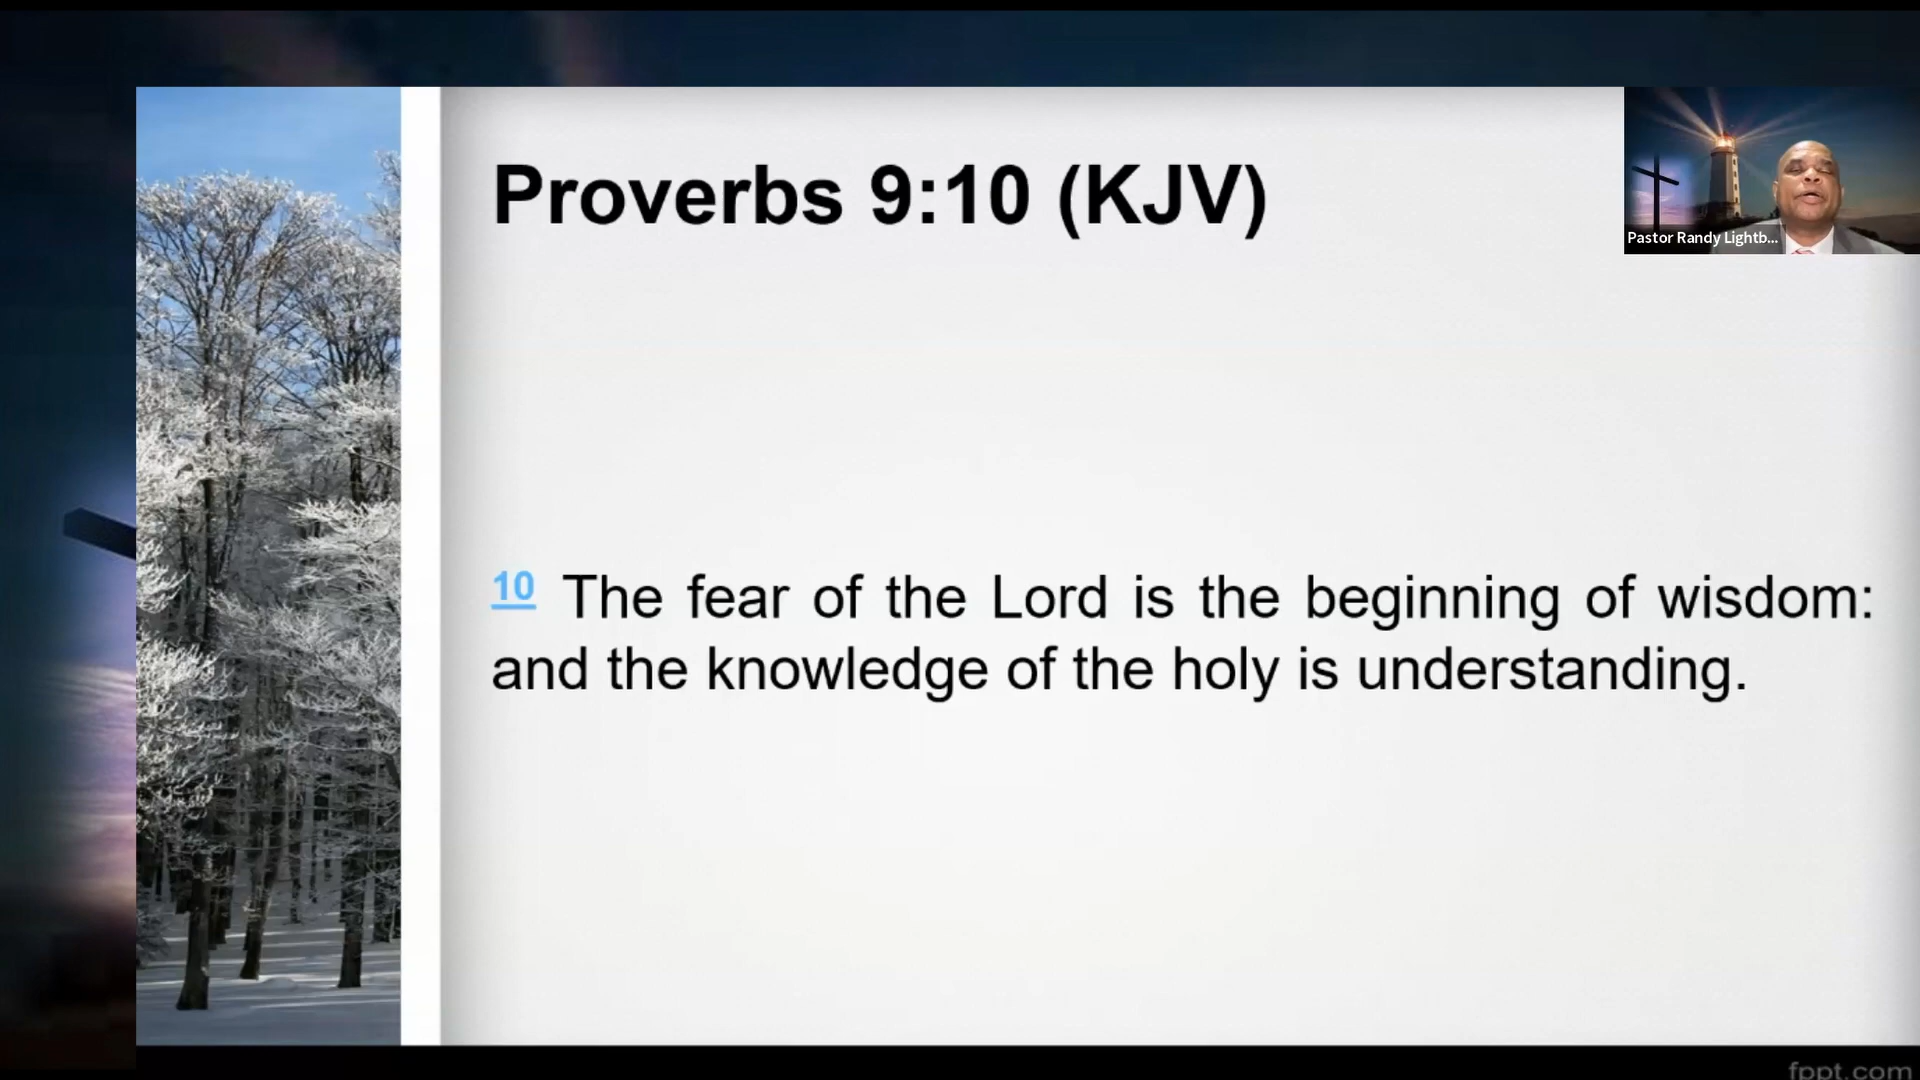 Proverbs 9:10 (KJV)
Pastor Randy Lightb...
10 The fear of the Lord is the beginning of wisdom:
and the knowledge of the holy is understanding.
fppt.com